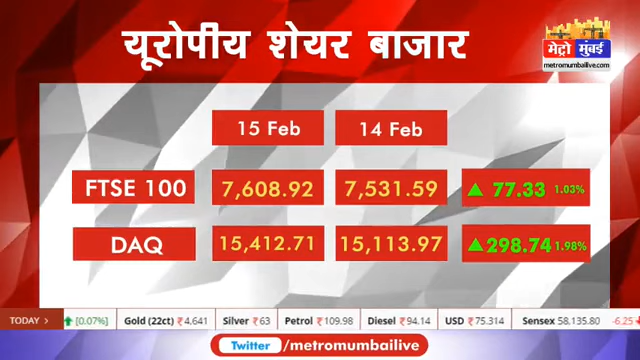 यूरोपीय शेयर बाजार
मेट्रो मुंबई
metromumbailive.com
15 Feb 14 Feb
FTSE 100 7,608.92 7,531.59 ▲ 77.33 1.03%
DAQ 15,412.71 15,113.97 ▲298.74 1.98%
TODAY > [0.07%] Gold (22ct) ₹4,641 Silver ₹63 Petrol ₹109.98 Diesel ₹94.14 USD ₹75.314 Sensex 58,135.80 -6.25
Twitter /metromumbailive